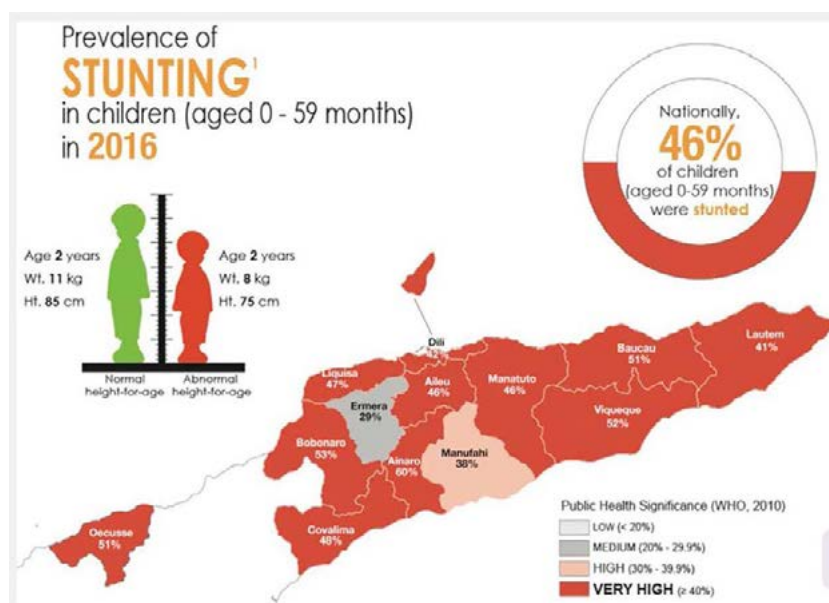 Prevalence of
STUNTING¹
in children (aged 0 - 59 months)
in 2016
Nationally,
46%
of children
(aged 0-59 months)
were stunted
Age 2 years
Wt. 11 kg
Ht. 85 cm
Age 2 years
Wt. 8 kg
Ht. 75 cm
Normal
height-for-age
Abnormal
height-for-age
Dili
42%
Liquisa
47%
Aileu
46%
Manatuto
46%
Baucau
51%
Lautem
41%
Ermera
29%
Viqueque
52%
Bobonaro
53%
Ainaro
60%
Manufahi
38%
Covalima
48%
Oecusse
51%
Public Health Significance (WHO, 2010)
LOW (< 20%)
MEDIUM (20% - 29.9%)
HIGH (30% - 39.9%)
VERY HIGH (≥ 40%)